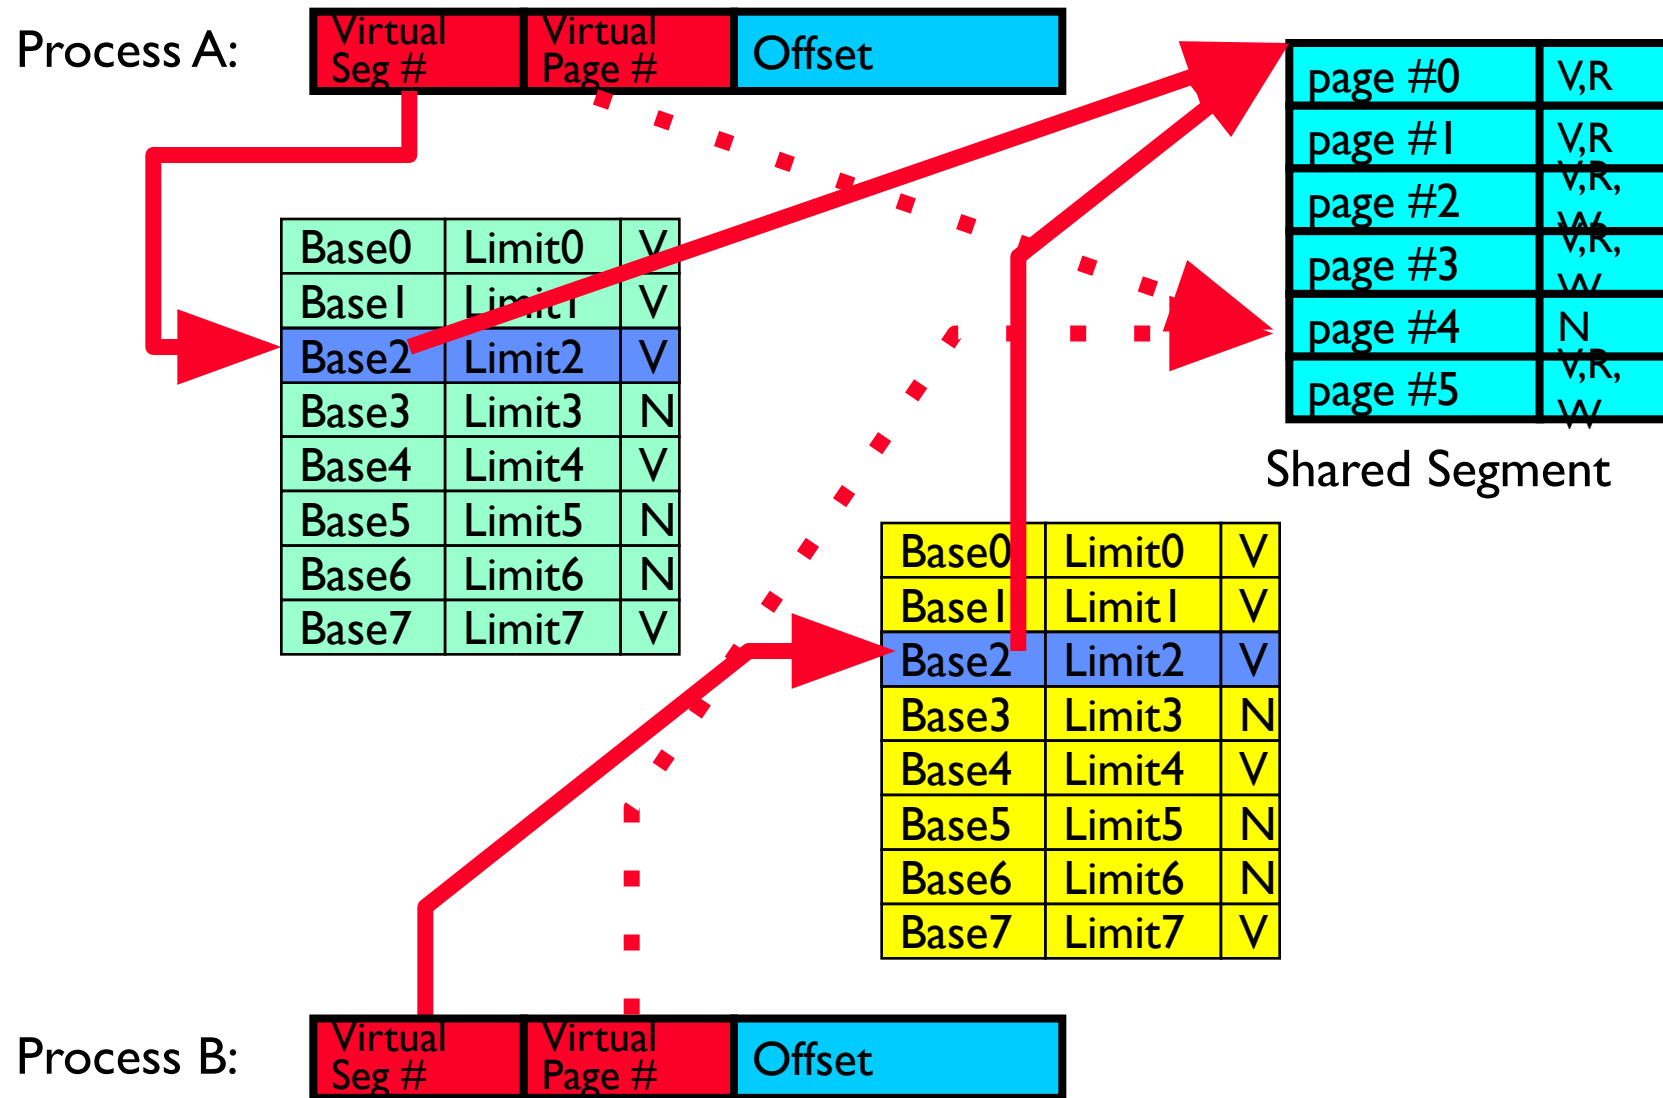 Process A:
Virtual Seg # Virtual Page # Offset
page #0 V,R
page #1 V,R
page #2 V,R, W
page #3 V,R, W
page #4 N
page #5 V,R, W
Shared Segment
Base0 Limit0 V
Base1 Limit1 V
Base2 Limit2 V
Base3 Limit3 N
Base4 Limit4 V
Base5 Limit5 N
Base6 Limit6 N
Base7 Limit7 V
Base0 Limit0 V
Base1 Limit1 V
Base2 Limit2 V
Base3 Limit3 N
Base4 Limit4 V
Base5 Limit5 N
Base6 Limit6 N
Base7 Limit7 V
Process B:
Virtual Seg # Virtual Page # Offset